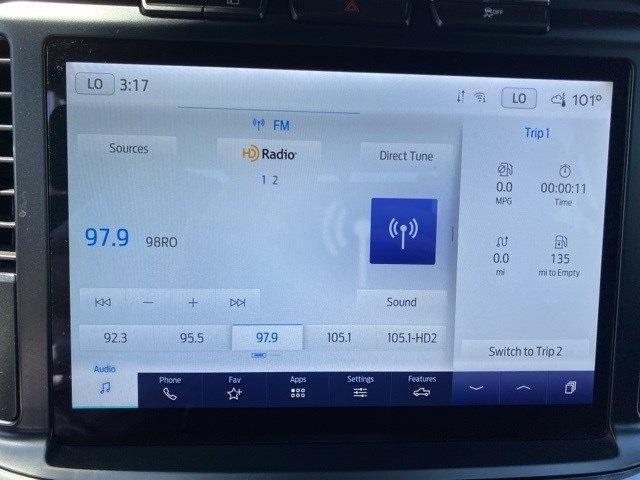 OFF
LO 3:17 LO 101°
FM
Trip 1
Sources HD Radio Direct Tune
1 2
0.0 00:00:11
MPG Time
97.9 98RO
0.0 135
mi mi to Empty
Sound
92.3 95.5 97.9 105.1 105.1-HD2
Switch to Trip 2
Audio Phone Fav Apps Settings Features